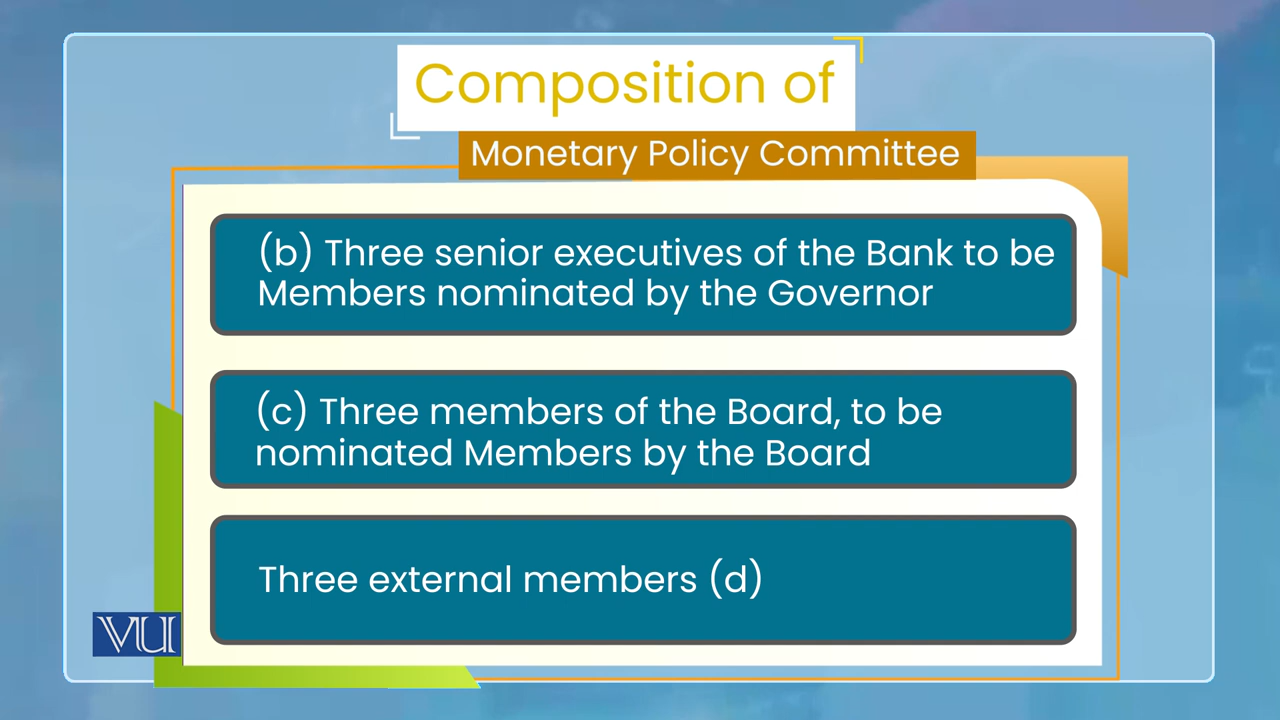 Composition of
Monetary Policy Committee
(b) Three senior executives of the Bank to be
Members nominated by the Governor
(c) Three members of the Board, to be
nominated Members by the Board
Three external members (d)
VU